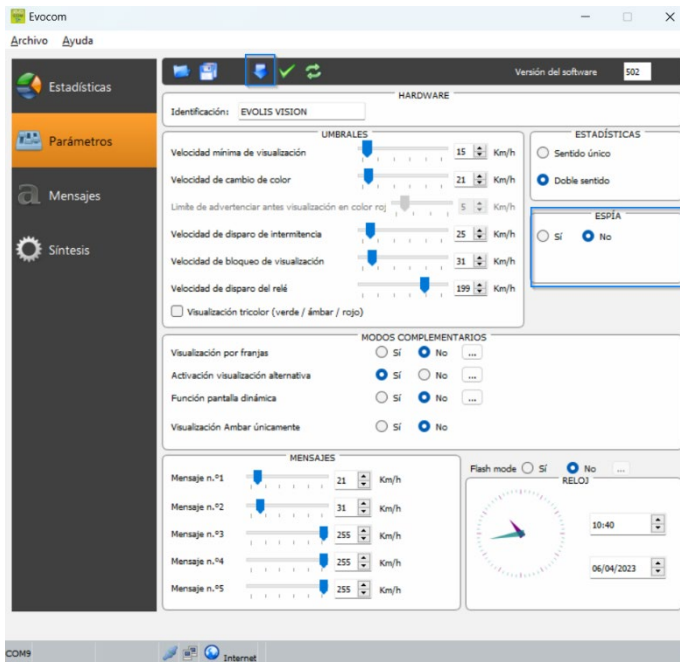 Evocom
Archivo Ayuda
Estadísticas
Parámetros
Mensajes
Síntesis
Versión del software 502
HARDWARE
Identificación: EVOLIS VISION
UMBRALES
Velocidad mínima de visualización 15 Km/h
Velocidad de cambio de color 21 Km/h
Limite de advertenciar antes visualización en color roj 5 Km/h
Velocidad de disparo de intermitencia 25 Km/h
Velocidad de bloqueo de visualización 31 Km/h
Velocidad de disparo del relé 199 Km/h
Visualización tricolor (verde / ámbar / rojo)
ESTADÍSTICAS
Sentido único
Doble sentido
ESPÍA
Sí No
MODOS COMPLEMENTARIOS
Visualización por franjas Sí No ...
Activación visualización alternativa Sí No ...
Función pantalla dinámica Sí No ...
Visualización Ambar únicamente Sí No
MENSAJES
Mensaje n.º1 21 Km/h
Mensaje n.º2 31 Km/h
Mensaje n.º3 255 Km/h
Mensaje n.º4 255 Km/h
Mensaje n.º5 255 Km/h
Flash mode Sí No ...
RELOJ
10:40
06/04/2023
COM9
Internet